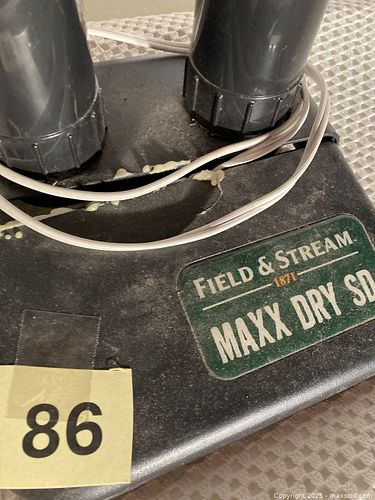 FIELD & STREAM
1871
MAXX DRY SD
86
Copyright 2025 - maxsold.com